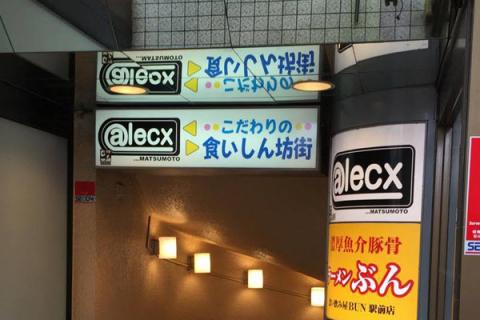 @lecx
...MATSUMOTO
こだわりの
食いしん坊街
@lecx
...MATSUMOTO
濃厚魚介豚骨
ラーメンぶん
BUN 駅前店